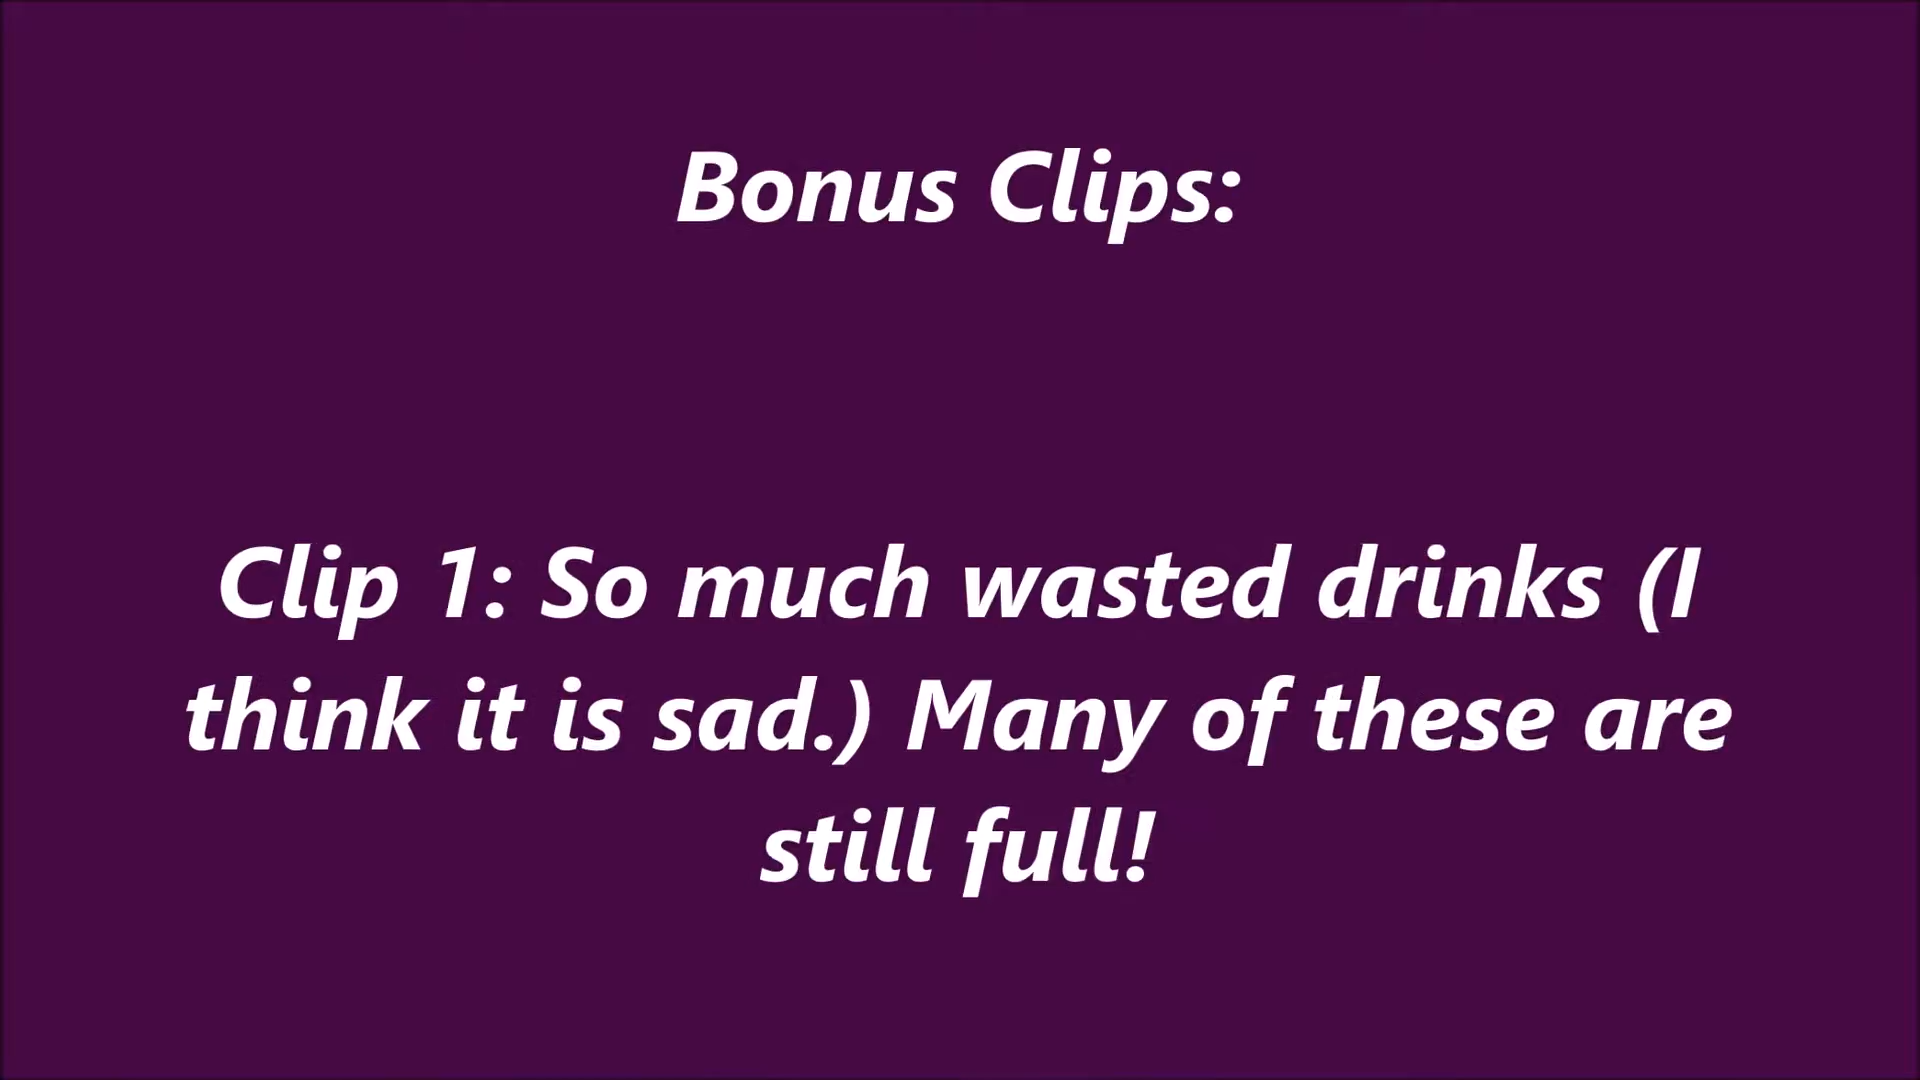 Bonus Clips:
Clip 1: So much wasted drinks (I
think it is sad.) Many of these are
still full!